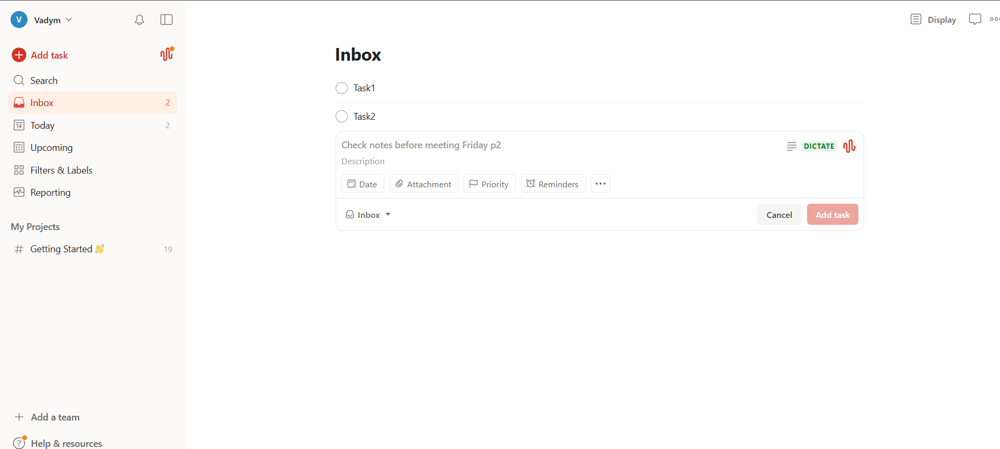 V Vadym
Display
Add task
Search
Inbox 2
14 Today 2
Upcoming
Filters & Labels
Reporting
My Projects
# Getting Started 👋 19
Add a team
? Help & resources
Inbox
Task1
Task2
Check notes before meeting Friday p2
DICTATE
Description
Date Attachment Priority Reminders
Inbox Cancel Add task